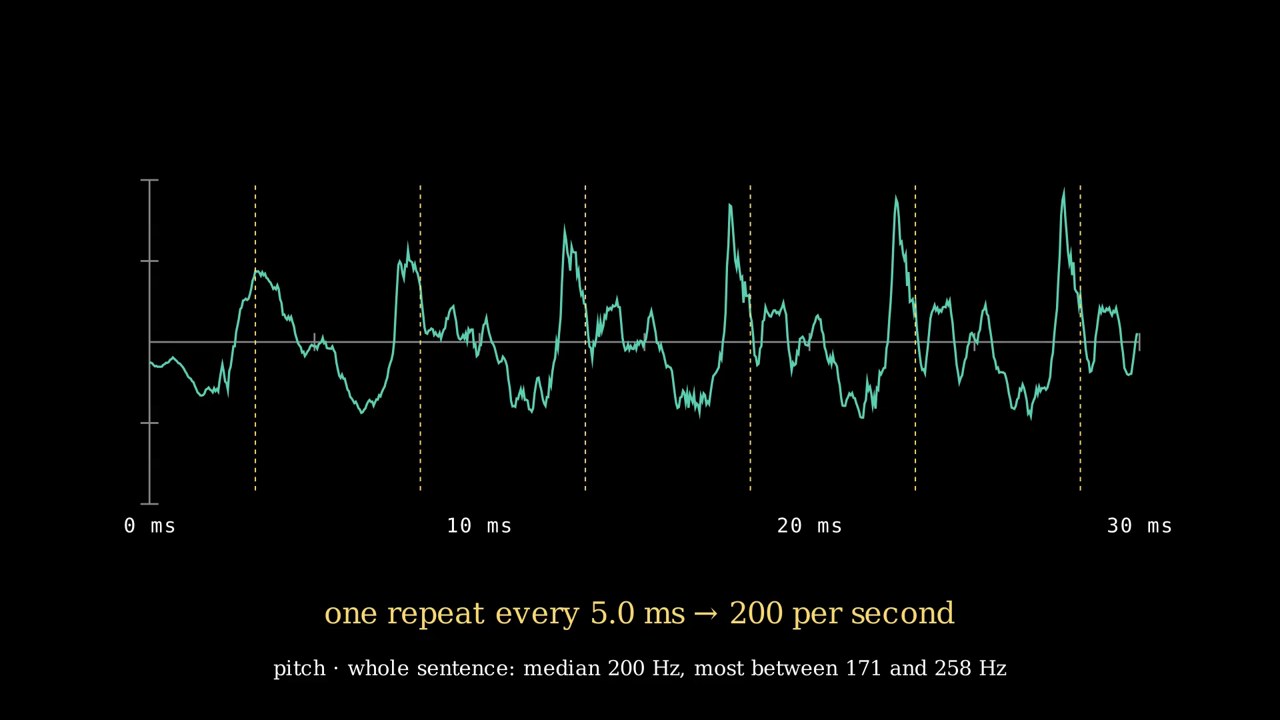 0 ms 10 ms 20 ms 30 ms
one repeat every 5.0 ms → 200 per second
pitch · whole sentence: median 200 Hz, most between 171 and 258 Hz